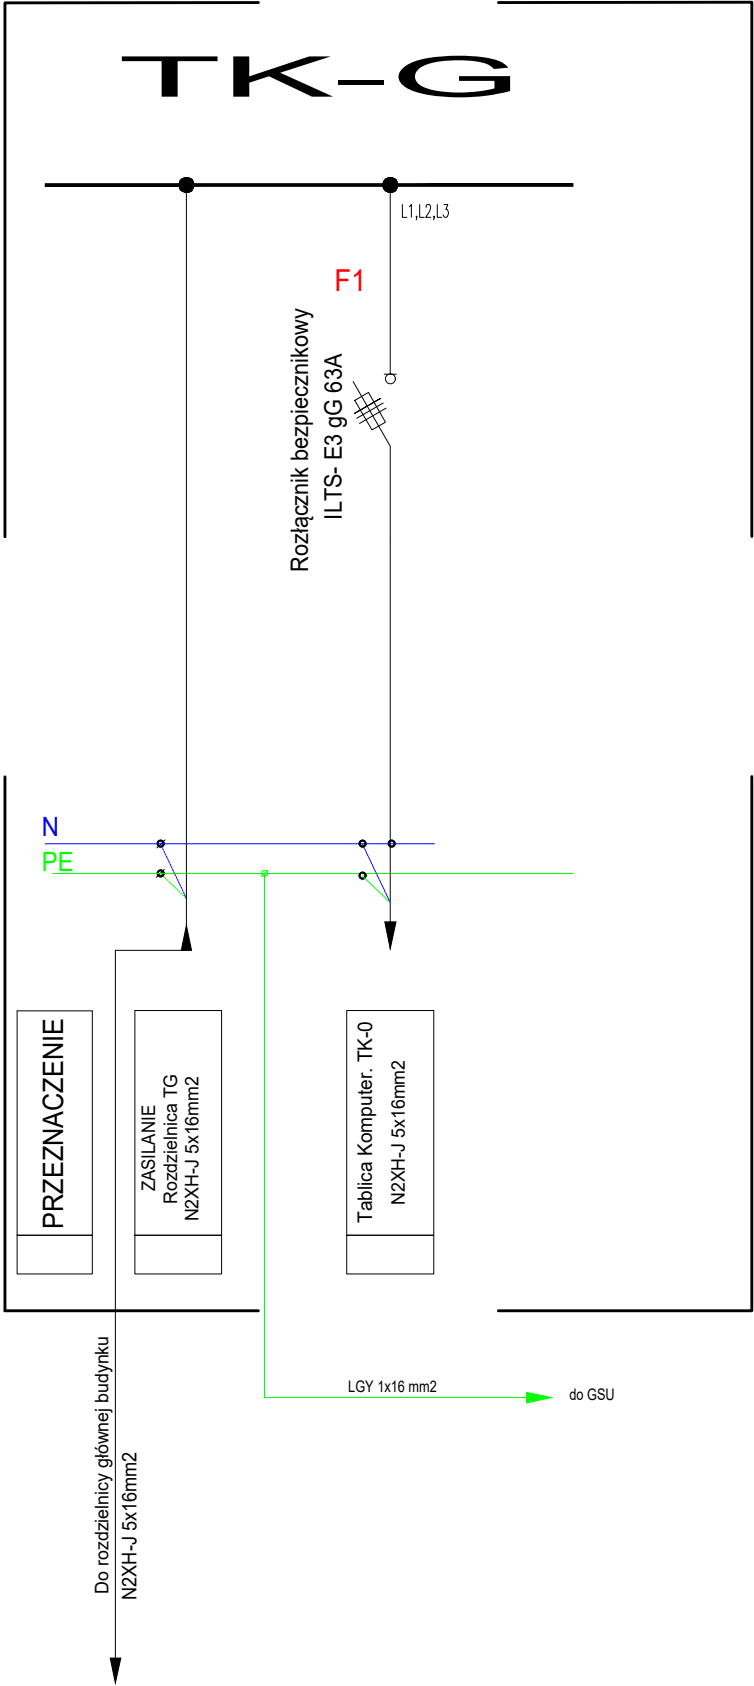 TK-G
L1,L2,L3
F1
Rozłącznik bezpiecznikowy
ILTS- E3 gG 63A
N
PE
PRZEZNACZENIE
ZASILANIE
Rozdzielnica TG
N2XH-J 5x16mm2
Tablica Komputer. TK-0
N2XH-J 5x16mm2
LGY 1x16 mm2
do GSU
Do rozdzielnicy głównej budynku
N2XH-J 5x16mm2